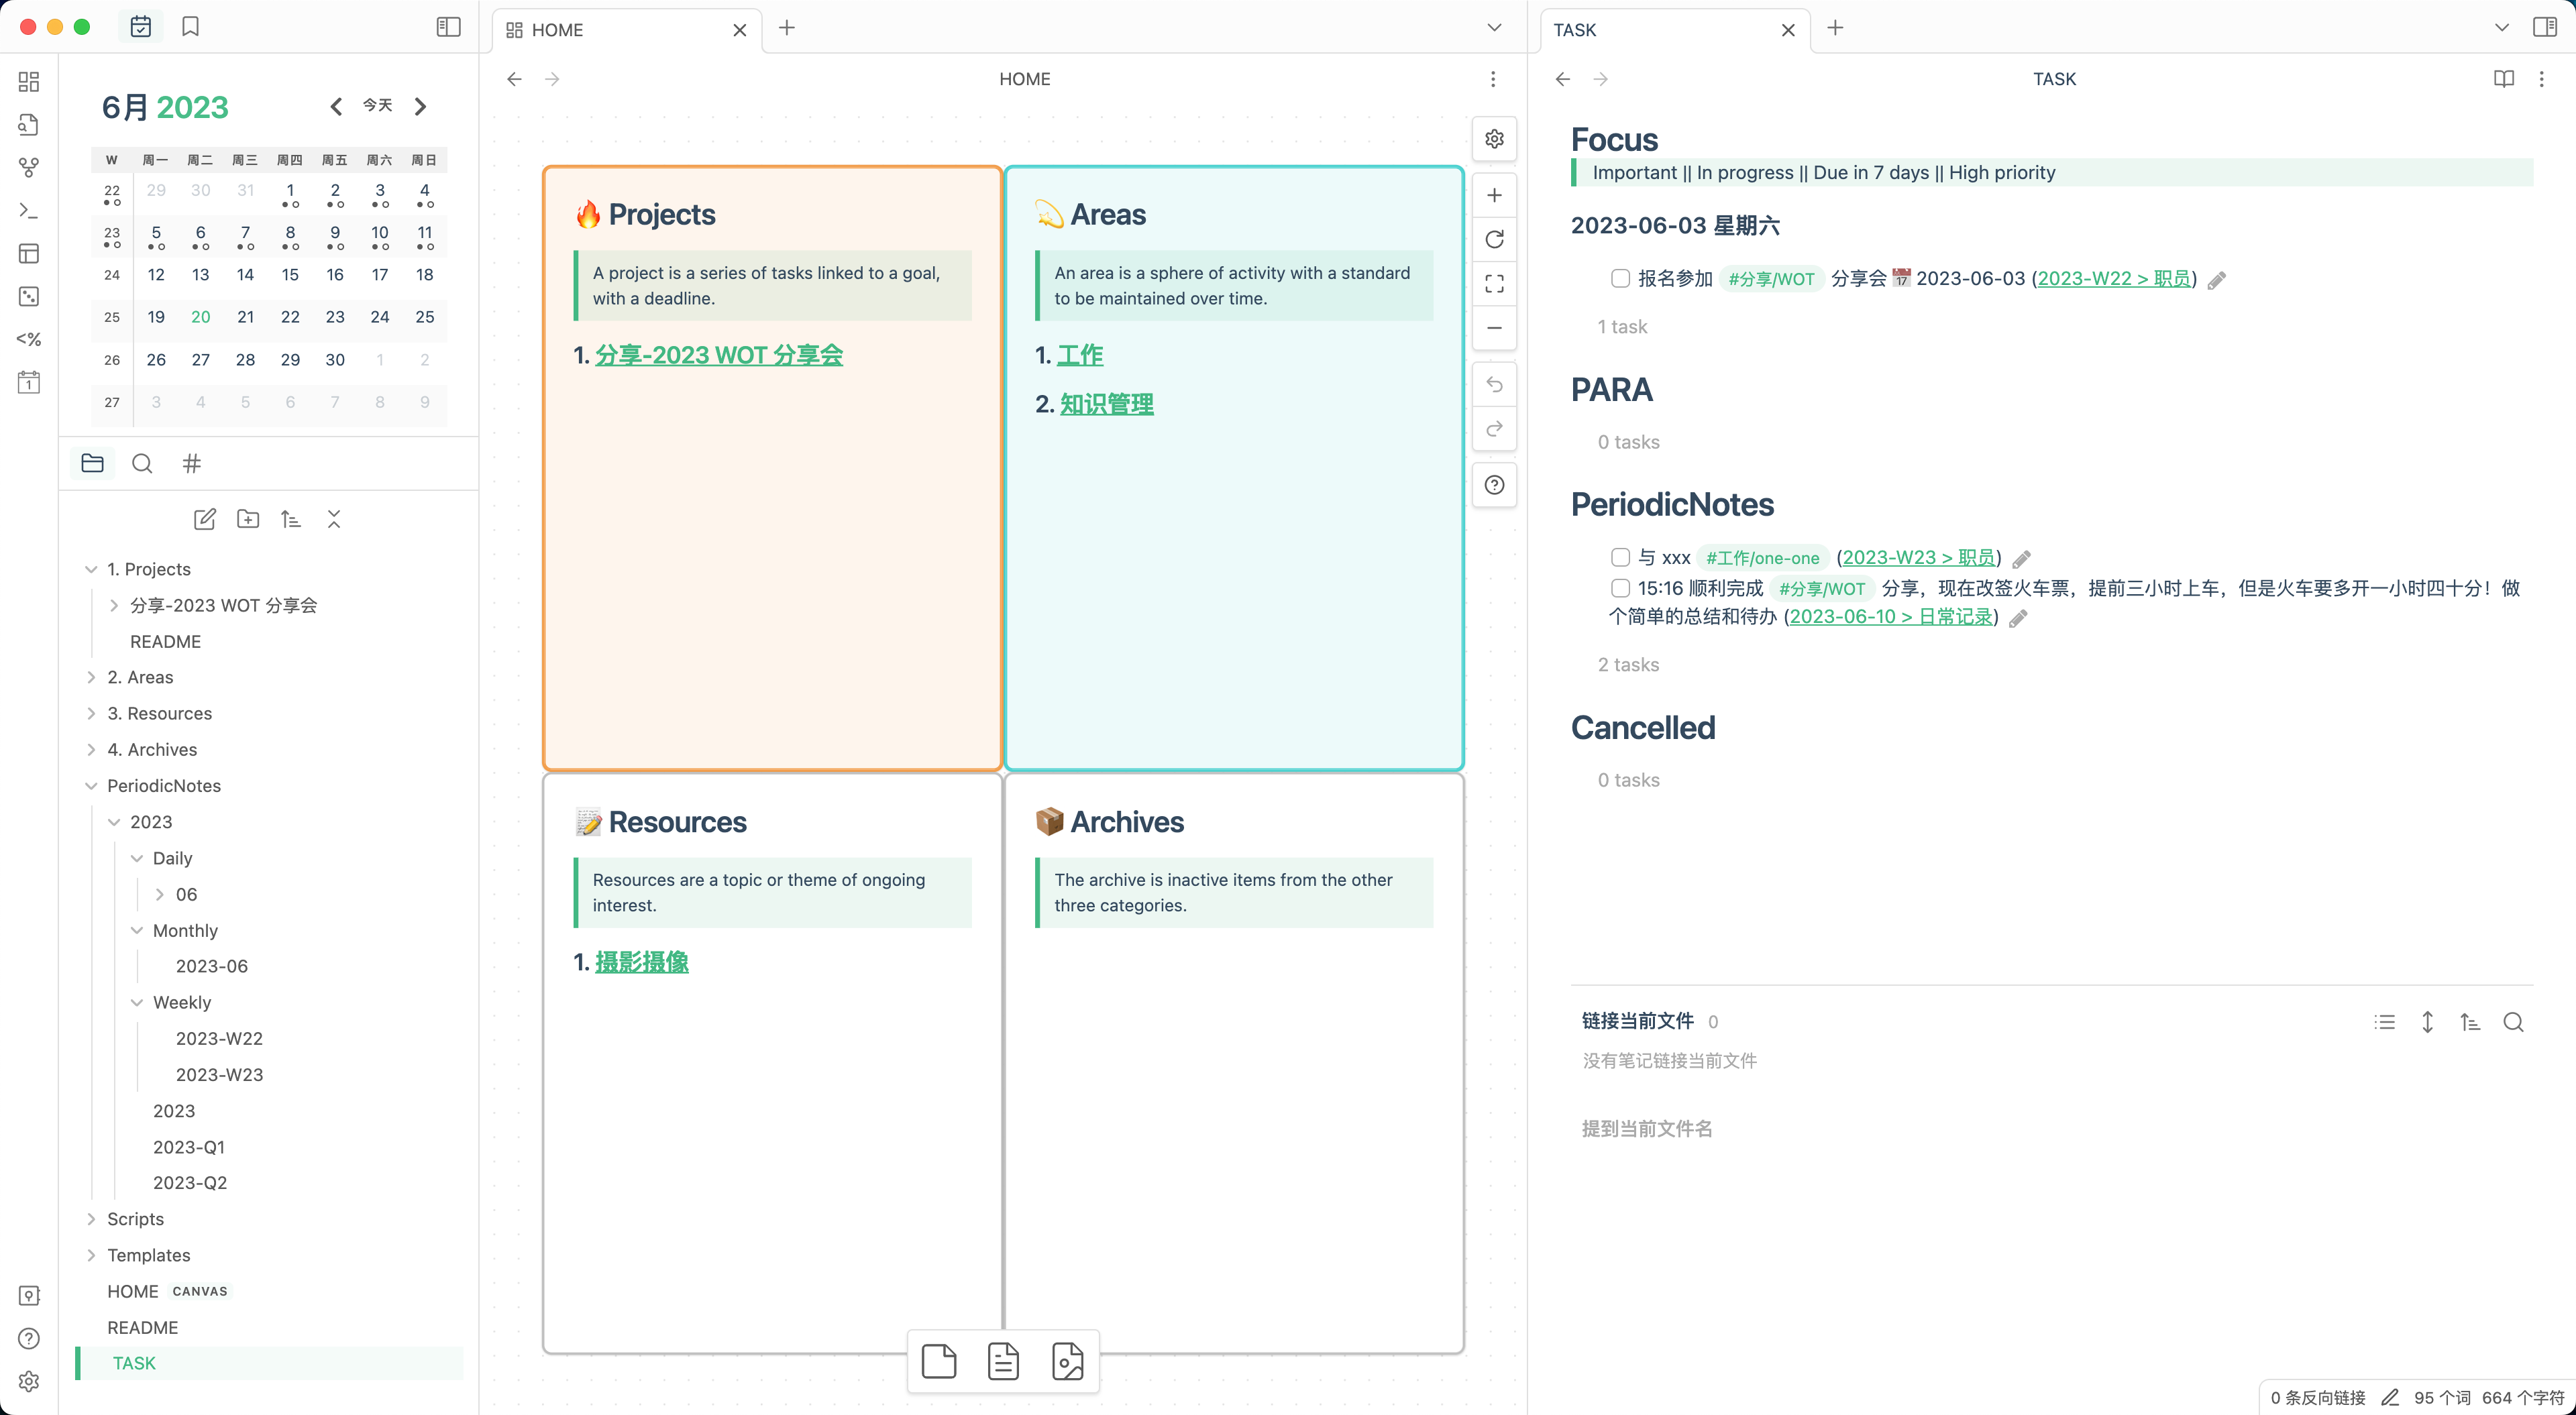 HOME
TASK
6月 2023
今天
W 周一 周二 周三 周四 周五 周六 周日
22 29 30 31 1 2 3 4
23 5 6 7 8 9 10 11
24 12 13 14 15 16 17 18
25 19 20 21 22 23 24 25
26 26 27 28 29 30 1 2
27 3 4 5 6 7 8 9
<%
1
1. Projects
分享-2023 WOT 分享会
README
2. Areas
3. Resources
4. Archives
PeriodicNotes
2023
Daily
06
Monthly
2023-06
Weekly
2023-W22
2023-W23
2023
2023-Q1
2023-Q2
Scripts
Templates
HOME CANVAS
README
TASK
HOME
🔥 Projects
A project is a series of tasks linked to a goal,
with a deadline.
1. 分享-2023 WOT 分享会
💫 Areas
An area is a sphere of activity with a standard
to be maintained over time.
1. 工作
2. 知识管理
📝 Resources
Resources are a topic or theme of ongoing
interest.
1. 摄影摄像
📦 Archives
The archive is inactive items from the other
three categories.
TASK
Focus
Important || In progress || Due in 7 days || High priority
2023-06-03 星期六
报名参加 #分享/WOT 分享会 📅 2023-06-03 (2023-W22 > 职员)
1 task
PARA
0 tasks
PeriodicNotes
与 xxx #工作/one-one (2023-W23 > 职员)
15:16 顺利完成 #分享/WOT 分享，现在改签火车票，提前三小时上车，但是火车要多开一小时四十分！做
个简单的总结和待办 (2023-06-10 > 日常记录)
2 tasks
Cancelled
0 tasks
链接当前文件 0
没有笔记链接当前文件
提到当前文件名
0 条反向链接 95 个词 664 个字符